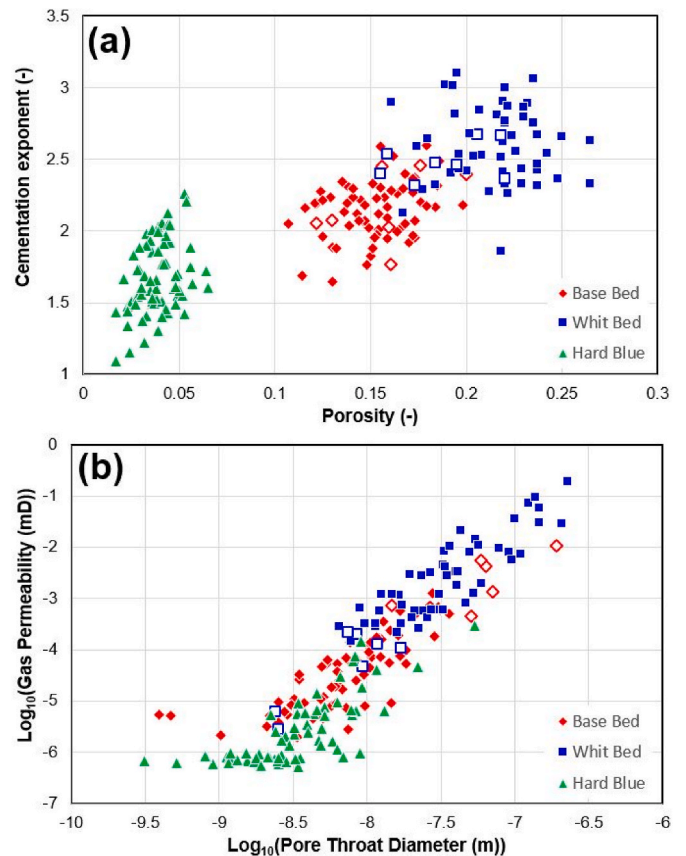 (a)
3.5
3
2.5
2
1.5
1
Cementation exponent (-)
0
0.05
0.1
0.15
0.2
0.25
0.3
Porosity (-)
Base Bed
Whit Bed
Hard Blue
(b)
0
-1
-2
-3
-4
-5
-6
-7
Log10(Gas Permeability (mD)
-10
-9.5
-9
-8.5
-8
-7.5
-7
-6.5
-6
Log10(Pore Throat Diameter (m))
Base Bed
Whit Bed
Hard Blue